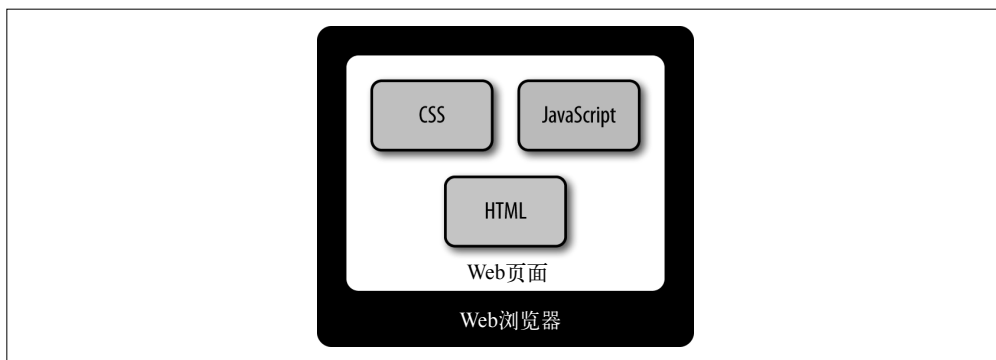 CSS
JavaScript
HTML
Web页面
Web浏览器